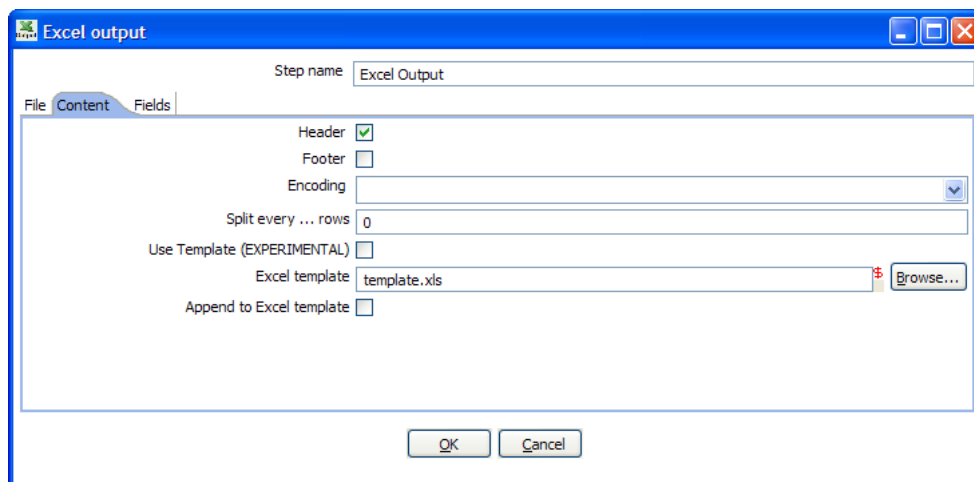 Excel output
Step name Excel Output
File Content Fields
Header
Footer
Encoding
Split every ... rows 0
Use Template (EXPERIMENTAL)
Excel template template.xls $ Browse...
Append to Excel template
OK Cancel